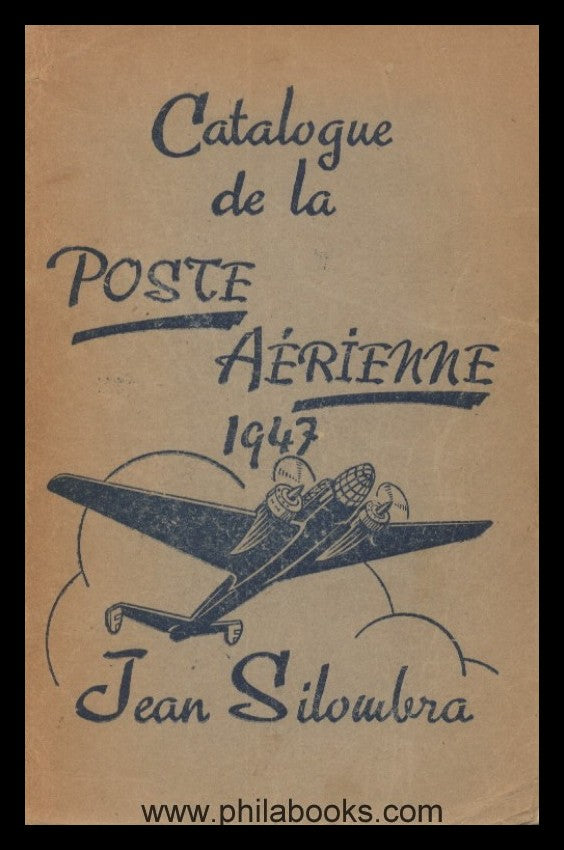 Catalogue
de la
POSTE
AÉRIENNE
1947
Jean Silombra
www.philabooks.com